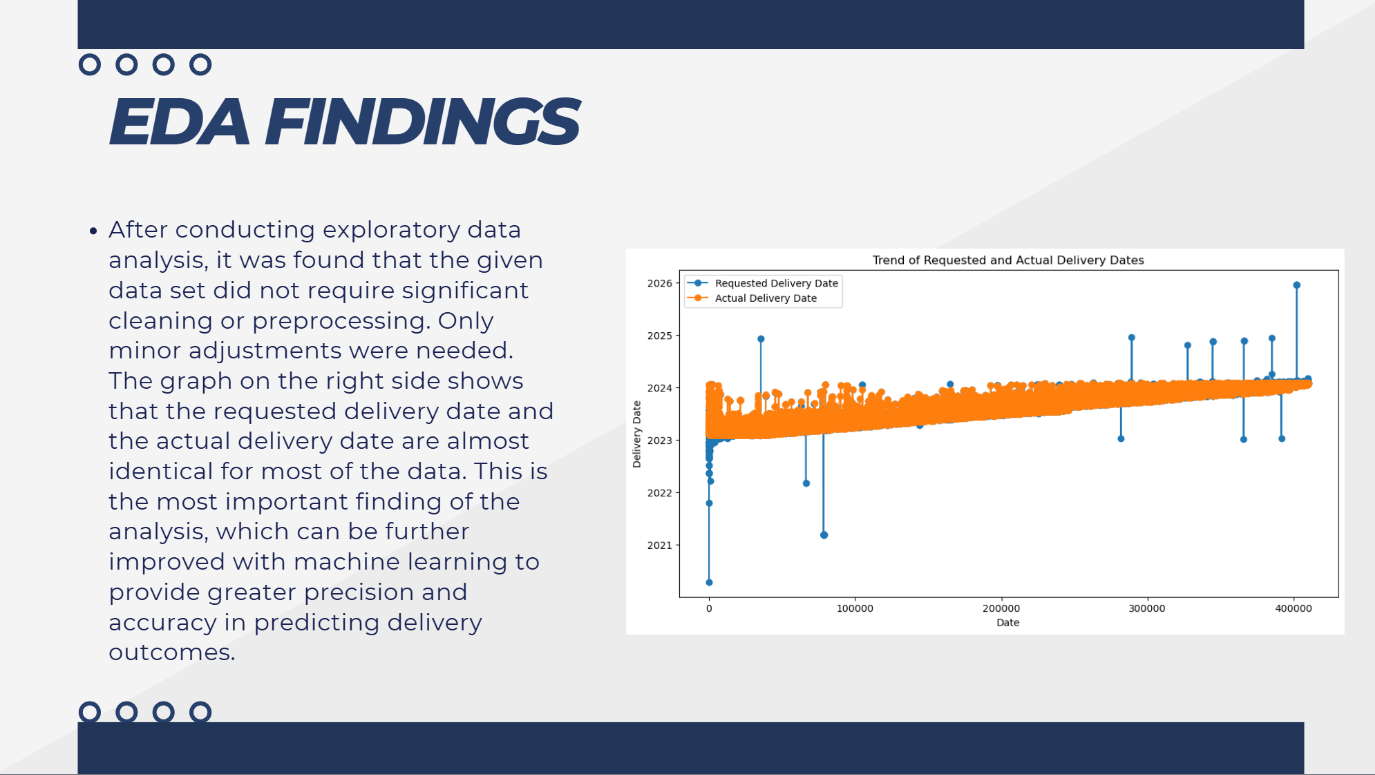 EDA FINDINGS
• After conducting exploratory data
analysis, it was found that the given
data set did not require significant
cleaning or preprocessing. Only
minor adjustments were needed.
The graph on the right side shows
that the requested delivery date and
the actual delivery date are almost
identical for most of the data. This is
the most important finding of the
analysis, which can be further
improved with machine learning to
provide greater precision and
accuracy in predicting delivery
outcomes.
Trend of Requested and Actual Delivery Dates
Requested Delivery Date
Actual Delivery Date
Delivery Date
2026
2025
2024
2023
2022
2021
0 100000 200000 300000 400000
Date